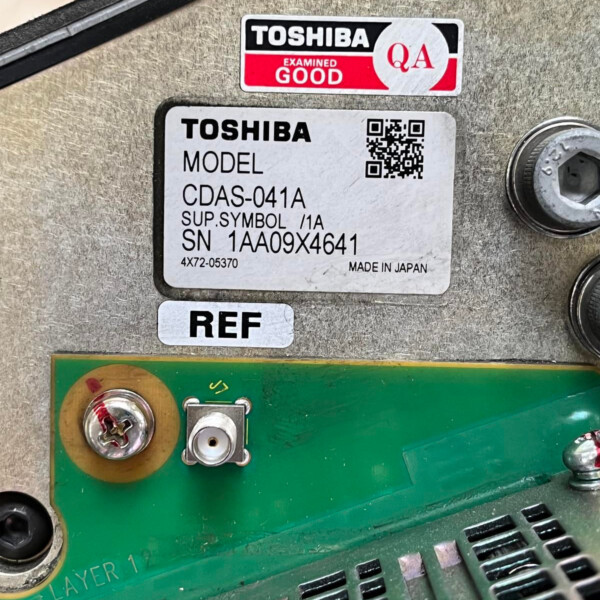 TOSHIBA
EXAMINED
GOOD
QA
TOSHIBA
MODEL
CDAS-041A
SUP.SYMBOL /1A
SN 1AA09X4641
4X72-05370
MADE IN JAPAN
REF
LAYER 1